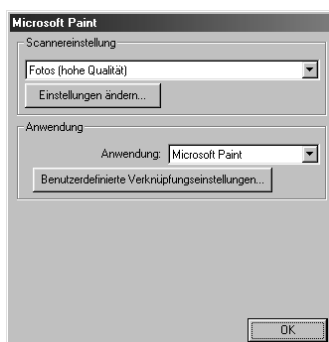 Microsoft Paint
Scannereinstellung
Fotos (hohe Qualität)
Einstellungen ändern...
Anwendung
Anwendung: Microsoft Paint
Benutzerdefinierte Verknüpfungseinstellungen...
OK